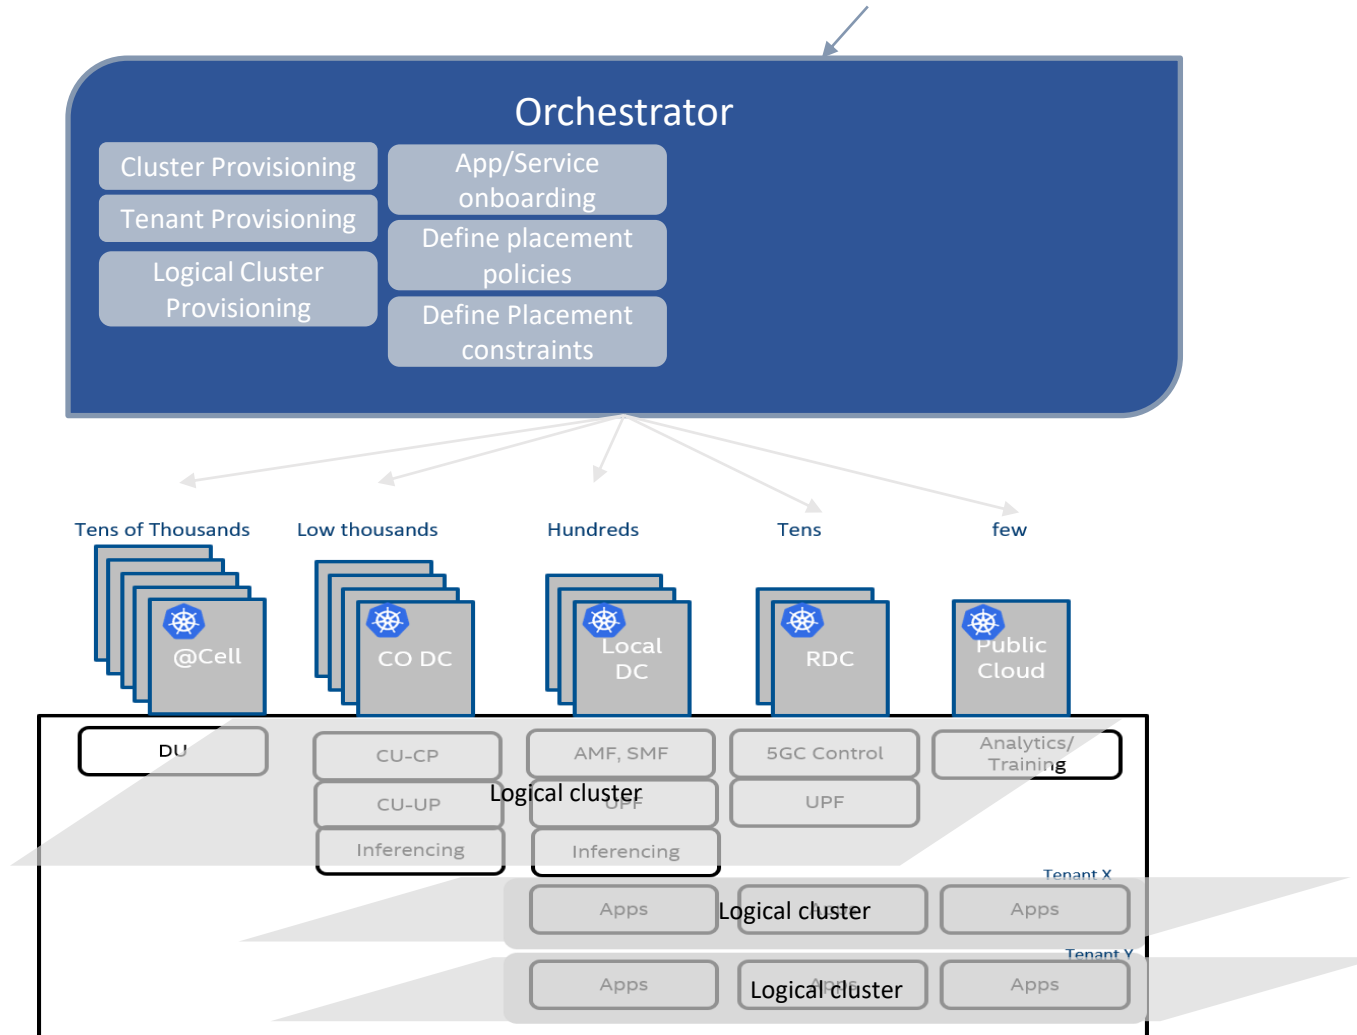 Orchestrator
Cluster Provisioning
Tenant Provisioning
Logical Cluster
Provisioning
App/Service
onboarding
Define placement
policies
Define Placement
constraints
Tens of Thousands
Low thousands
Hundreds
Tens
few
@Cell
CO DC
Local
DC
RDC
Public
Cloud
DU
CU-CP
AMF, SMF
5GC Control
Analytics/
Training
Logical cluster
CU-UP
UPF
UPF
Inferencing
Inferencing
Tenant X
Apps
Logical cluster
Apps
Apps
Tenant Y
Apps
Logical cluster
Apps
Apps